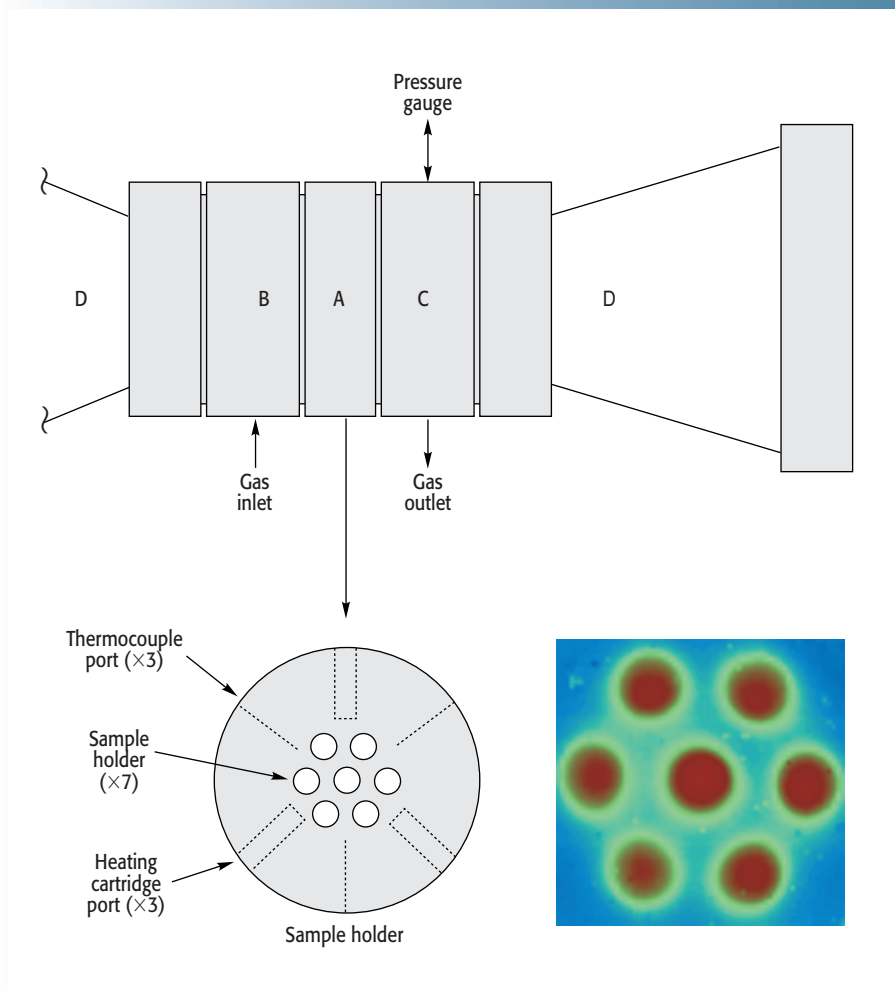 Pressure
gauge
D
B
A
C
D
Gas
inlet
Gas
outlet
Thermocouple
port (×3)
Sample
holder
(×7)
Heating
cartridge
port (×3)
Sample holder